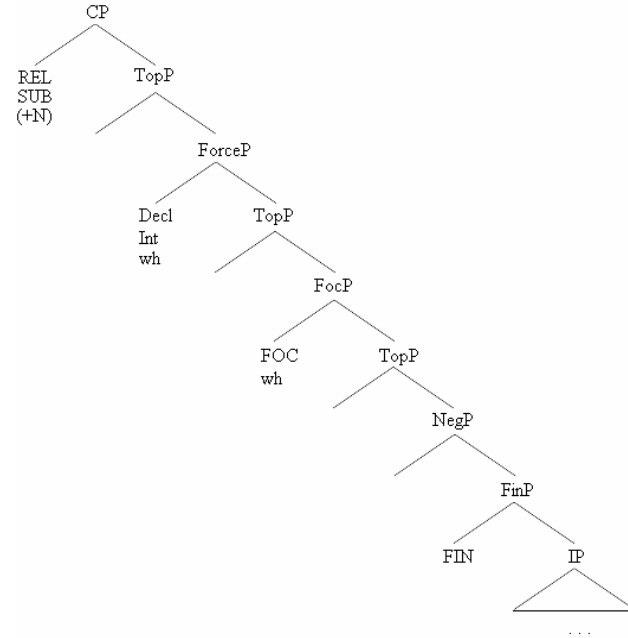 CP
REL TopP
SUB
(+N)
ForceP
Decl TopP
Int
wh
FocP
FOC TopP
wh
NegP
FinP
FIN IP
. . .